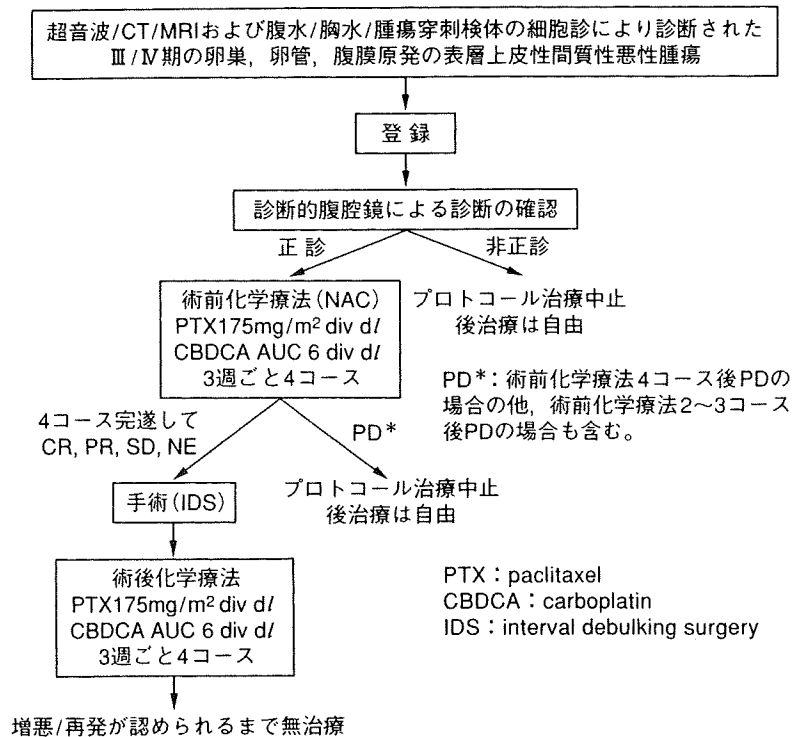 超音波/CT/MRIおよび腹水/胸水/腫瘍穿刺検体の細胞診により診断された
Ⅲ/Ⅳ期の卵巣，卵管，腹膜原発の表層上皮性間質性悪性腫瘍
登録
診断的腹腔鏡による診断の確認
正診
非正診
術前化学療法(NAC)
PTX175mg/m² div d1
CBDCA AUC 6 div d1
3週ごと4コース
プロトコール治療中止
後治療は自由
PD*：術前化学療法4コース後PDの
場合の他，術前化学療法2〜3コース
後PDの場合も含む。
4コース完遂して
CR, PR, SD, NE
PD*
手術(IDS)
プロトコール治療中止
後治療は自由
術後化学療法
PTX175mg/m² div d1
CBDCA AUC 6 div d1
3週ごと4コース
PTX：paclitaxel
CBDCA：carboplatin
IDS：interval debulking surgery
増悪/再発が認められるまで無治療